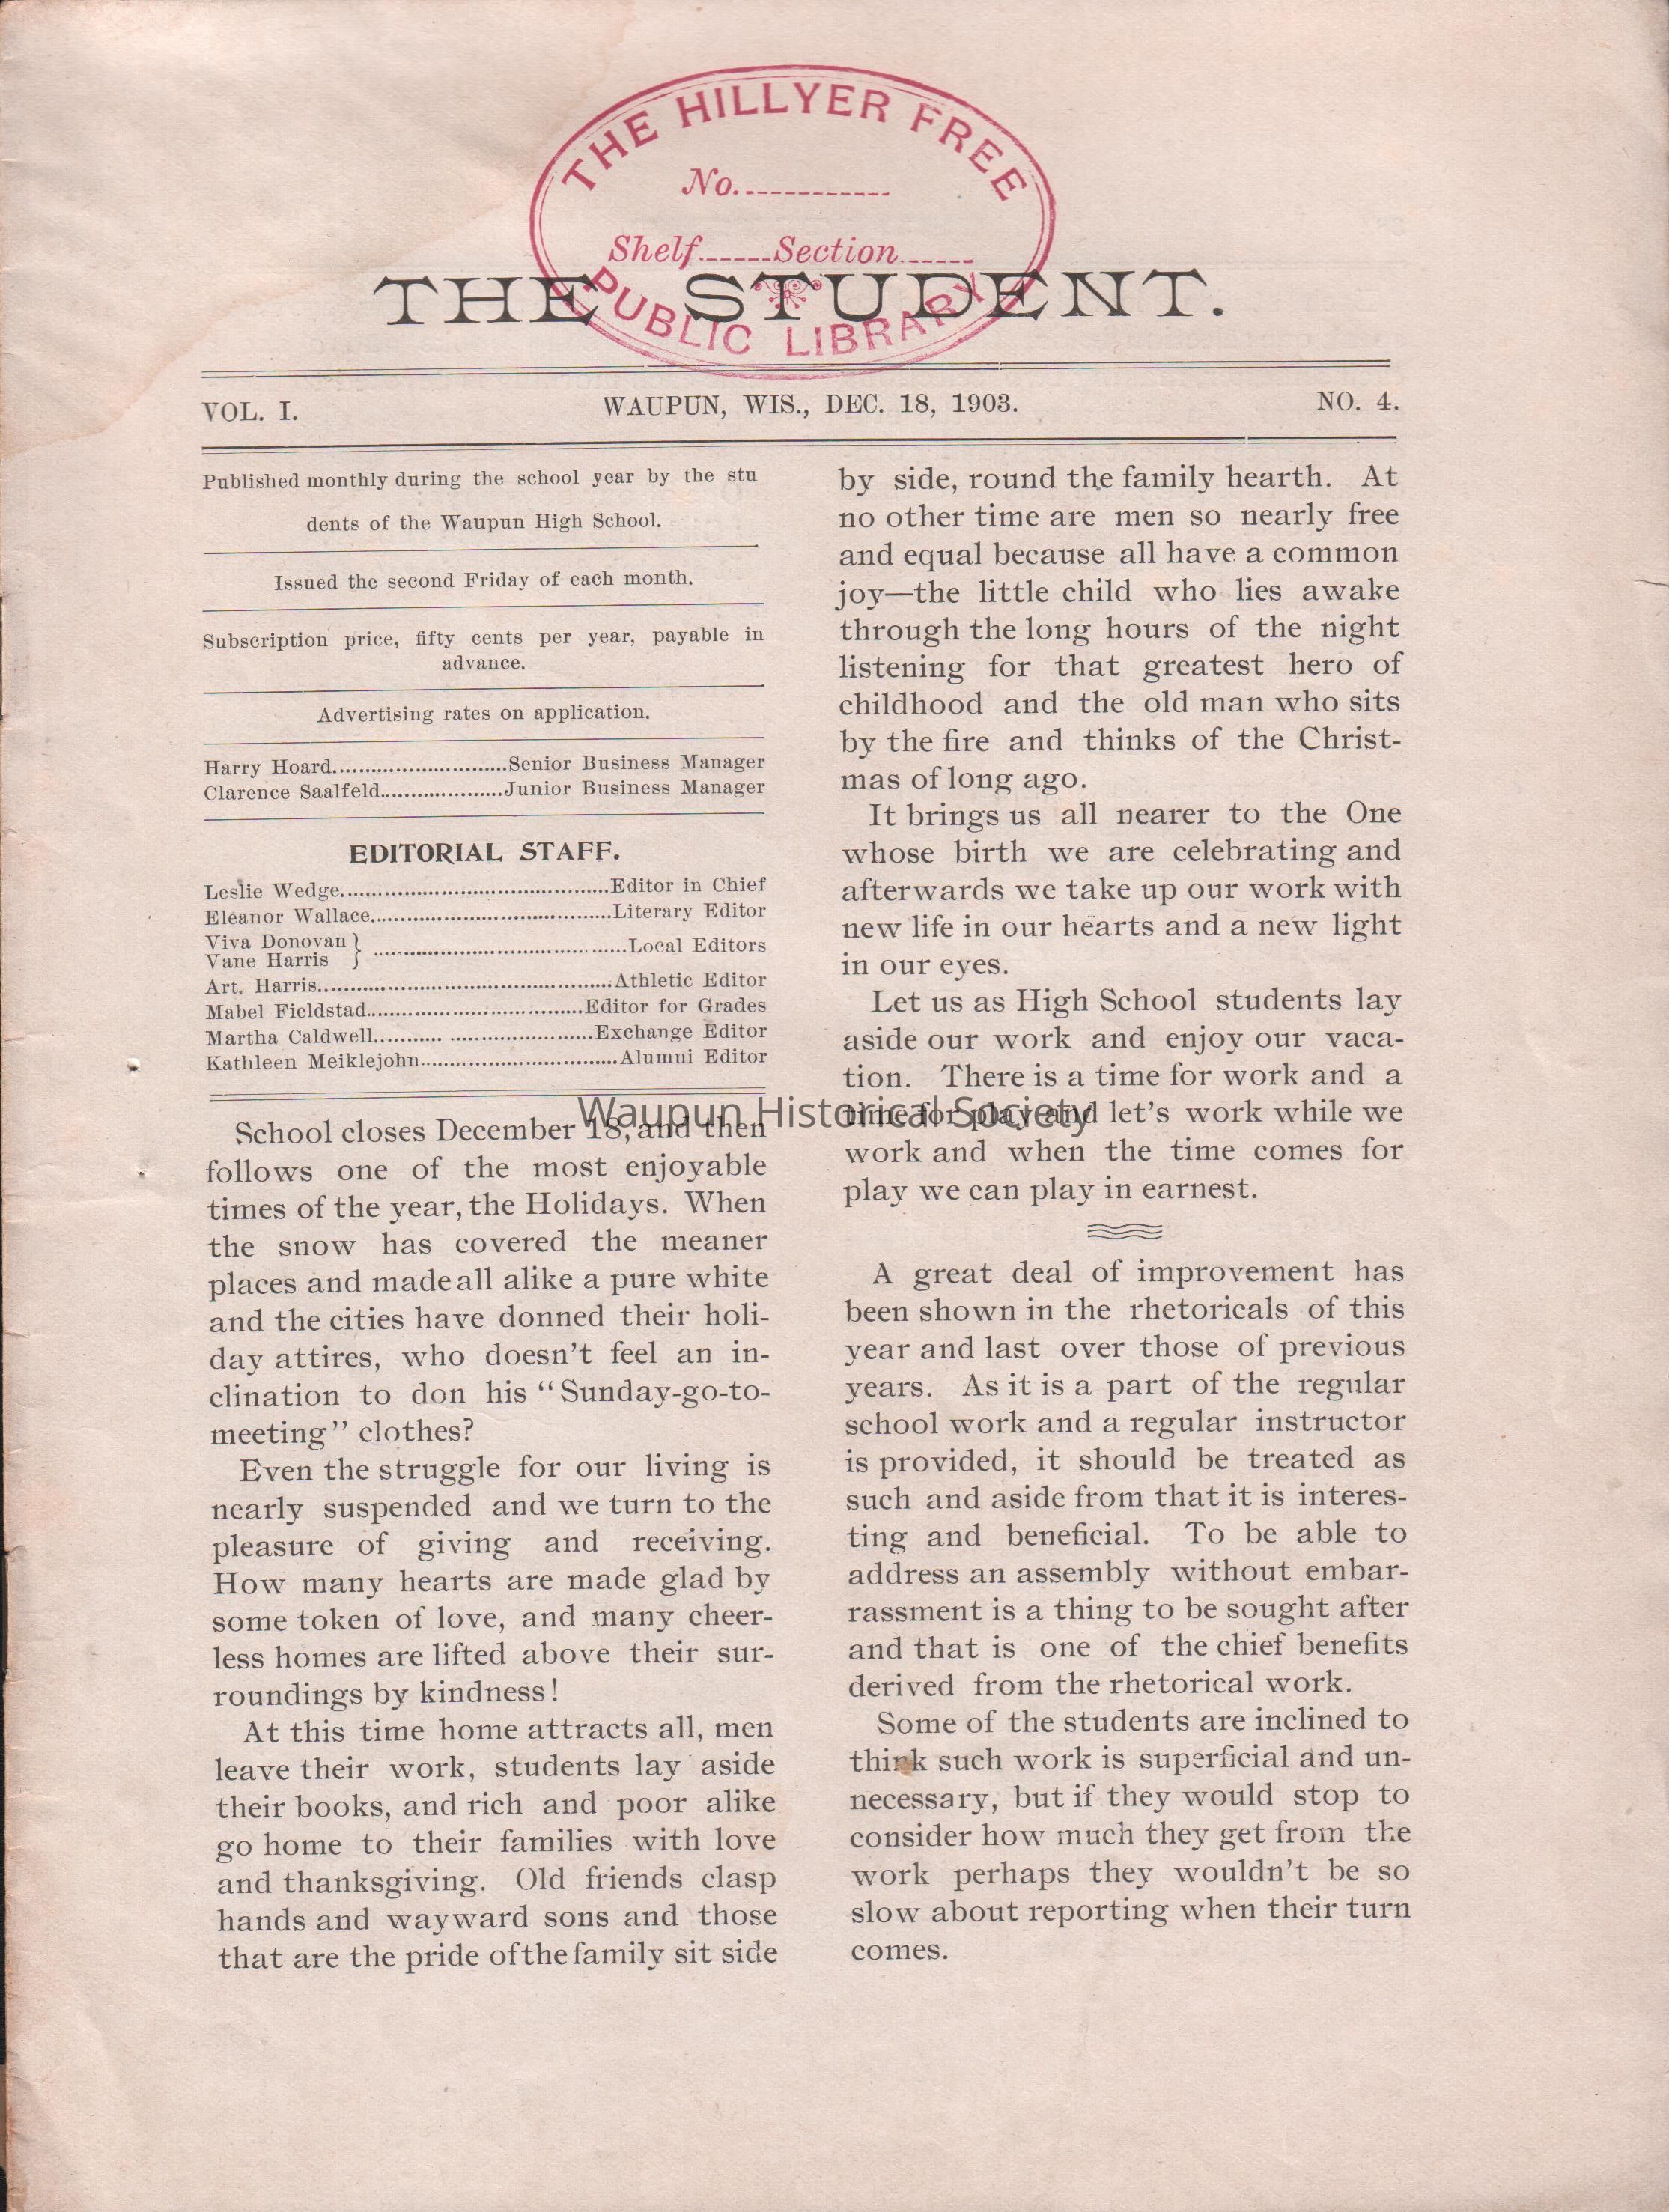 THE HILLYER FREE
No.
Shelf Section
PUBLIC LIBRARY
THE STUDENT.
VOL. I.
WAUPUN, WIS., DEC. 18, 1903.
NO. 4.
Published monthly during the school year by the stu
dents of the Waupun High School.
Issued the second Friday of each month.
Subscription price, fifty cents per year, payable in
advance.
Advertising rates on application.
Harry Hoard............................Senior Business Manager
Clarence Saalfeld.....................Junior Business Manager
EDITORIAL STAFF.
Leslie Wedge................................................Editor in Chief
Eleanor Wallace..........................................Literary Editor
Viva Donovan }
Vane Harris } ............................................Local Editors
Art. Harris....................................................Athletic Editor
Mabel Fieldstad......................................Editor for Grades
Martha Caldwell.....................................Exchange Editor
Kathleen Meiklejohn..................................Alumni Editor
School closes December 18, and then
follows one of the most enjoyable
times of the year, the Holidays. When
the snow has covered the meaner
places and made all alike a pure white
and the cities have donned their holi-
day attires, who doesn't feel an in-
clination to don his "Sunday-go-to-
meeting" clothes?
Even the struggle for our living is
nearly suspended and we turn to the
pleasure of giving and receiving.
How many hearts are made glad by
some token of love, and many cheer-
less homes are lifted above their sur-
roundings by kindness!
At this time home attracts all, men
leave their work, students lay aside
their books, and rich and poor alike
go home to their families with love
and thanksgiving. Old friends clasp
hands and wayward sons and those
that are the pride of the family sit side
by side, round the family hearth. At
no other time are men so nearly free
and equal because all have a common
joy—the little child who lies awake
through the long hours of the night
listening for that greatest hero of
childhood and the old man who sits
by the fire and thinks of the Christ-
mas of long ago.
It brings us all nearer to the One
whose birth we are celebrating and
afterwards we take up our work with
new life in our hearts and a new light
in our eyes.
Let us as High School students lay
aside our work and enjoy our vaca-
tion. There is a time for work and a
time for play and let's work while we
work and when the time comes for
play we can play in earnest.
A great deal of improvement has
been shown in the rhetoricals of this
year and last over those of previous
years. As it is a part of the regular
school work and a regular instructor
is provided, it should be treated as
such and aside from that it is interes-
ting and beneficial. To be able to
address an assembly without embar-
rassment is a thing to be sought after
and that is one of the chief benefits
derived from the rhetorical work.
Some of the students are inclined to
think such work is superficial and un-
necessary, but if they would stop to
consider how much they get from the
work perhaps they wouldn't be so
slow about reporting when their turn
comes.
Waupun Historical Society